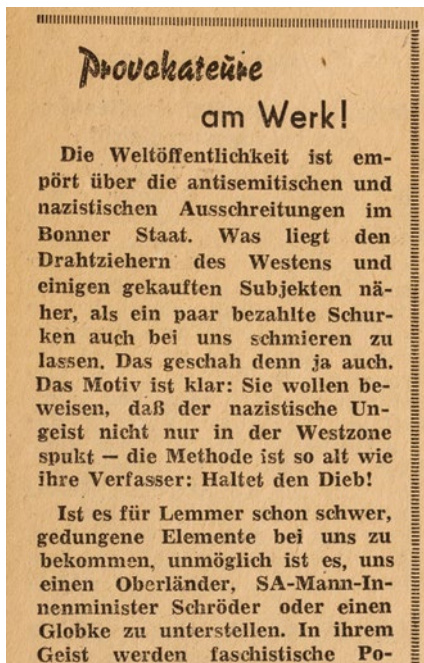 Provokateure
am Werk!
Die Weltöffentlichkeit ist em-
pört über die antisemitischen und
nazistischen Ausschreitungen im
Bonner Staat. Was liegt den
Drahtziehern des Westens und
einigen gekauften Subjekten nä-
her, als ein paar bezahlte Schur-
ken auch bei uns schmieren zu
lassen. Das geschah denn ja auch.
Das Motiv ist klar: Sie wollen be-
weisen, daß der nazistische Un-
geist nicht nur in der Westzone
spukt — die Methode ist so alt wie
ihre Verfasser: Haltet den Dieb!
Ist es für Lemmer schon schwer,
gedungene Elemente bei uns zu
bekommen, unmöglich ist es, uns
einen Oberländer, SA-Mann-In-
nenminister Schröder oder einen
Globke zu unterstellen. In ihrem
Geist werden faschistische Po-